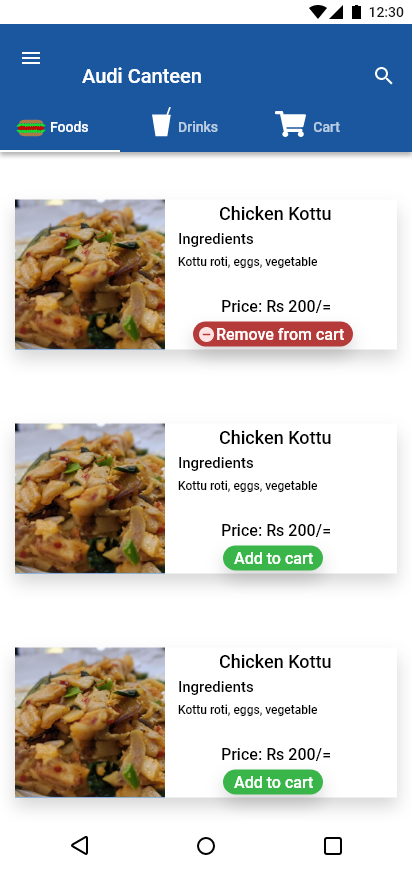 12:30
Audi Canteen
Foods
Drinks
Cart
Chicken Kottu
Ingredients
Kottu roti, eggs, vegetable
Price: Rs 200/=
Remove from cart
Chicken Kottu
Ingredients
Kottu roti, eggs, vegetable
Price: Rs 200/=
Add to cart
Chicken Kottu
Ingredients
Kottu roti, eggs, vegetable
Price: Rs 200/=
Add to cart